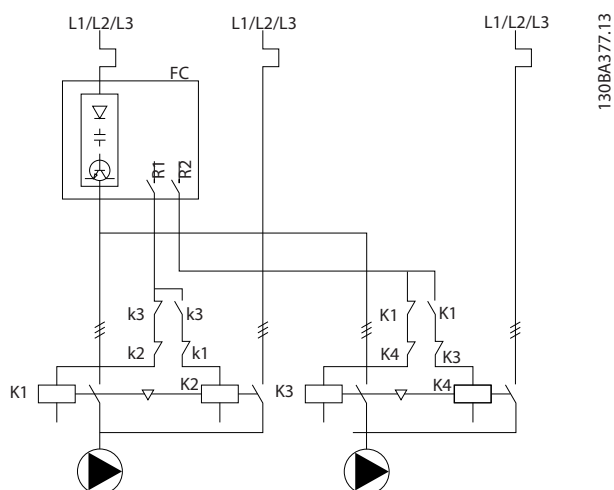 L1/L2/L3
L1/L2/L3
L1/L2/L3
130BA377.13
FC
R1
R2
k3
k3
K1
K1
k2
k1
K4
K3
K1
K2
K3
K4